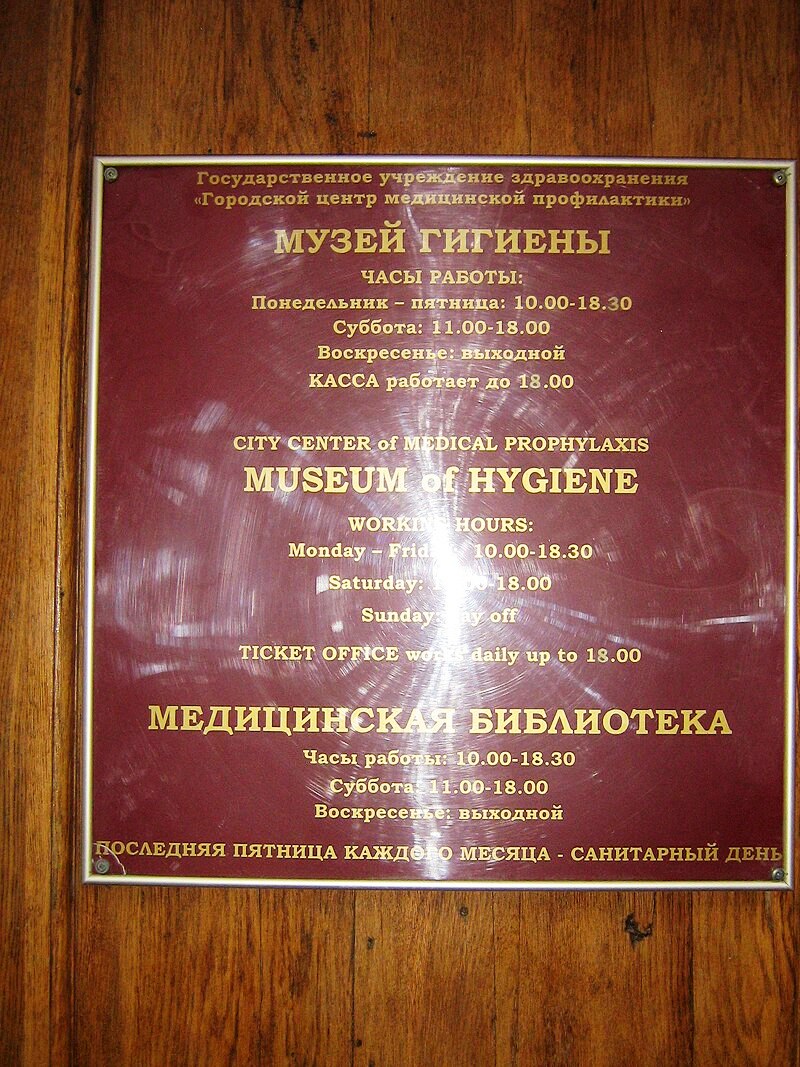 Государственное учреждение здравоохранения
«Городской центр медицинской профилактики»
МУЗЕЙ ГИГИЕНЫ
ЧАСЫ РАБОТЫ:
Понедельник – пятница: 10.00-18.30
Суббота: 11.00-18.00
Воскресенье: выходной
КАССА работает до 18.00
CITY CENTER of MEDICAL PROPHYLAXIS
MUSEUM of HYGIENE
WORKING HOURS:
Monday – Friday: 10.00-18.30
Saturday: 18.00
Sunday: day off
TICKET OFFICE works daily up to 18.00
МЕДИЦИНСКАЯ БИБЛИОТЕКА
Часы работы: 10.00-18.30
Суббота: 11.00-18.00
Воскресенье: выходной
ПОСЛЕДНЯЯ ПЯТНИЦА КАЖДОГО МЕСЯЦА - САНИТАРНЫЙ ДЕНЬ